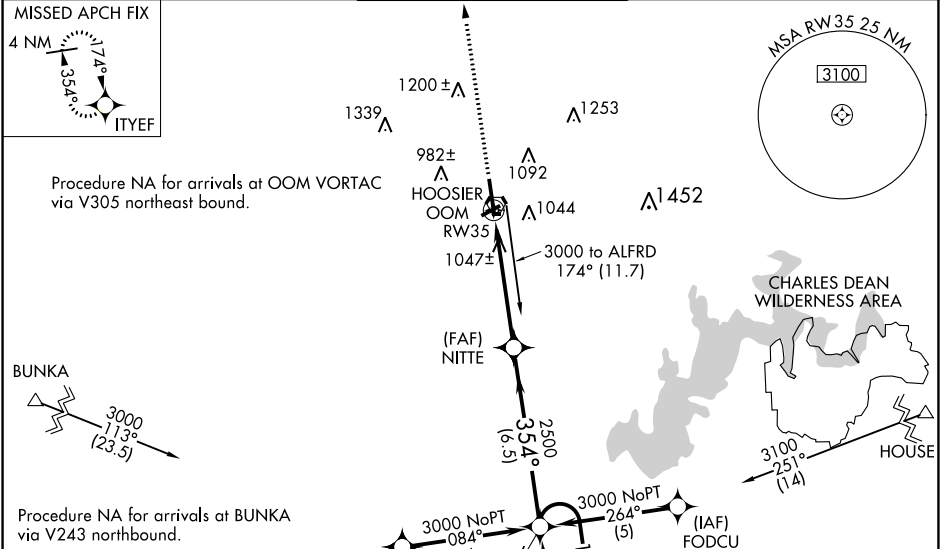 MISSED APCH FIX
4 NM
174°
354°
ITYEF
MSA RW35 25 NM
3100
1200 ±
1339
1253
982±
1092
Procedure NA for arrivals at OOM VORTAC
via V305 northeast bound.
HOOSIER
OOM
RW35
1044
1452
1047±
3000 to ALFRD
174° (11.7)
CHARLES DEAN
WILDERNESS AREA
(FAF)
NITTE
BUNKA
3000
113°
(23.5)
2500
354°
(6.5)
HOUSE
3100
251°
(14)
Procedure NA for arrivals at BUNKA
via V243 northbound.
3000 NoPT
084°
3000 NoPT
264°
(5)
(IAF)
FODCU